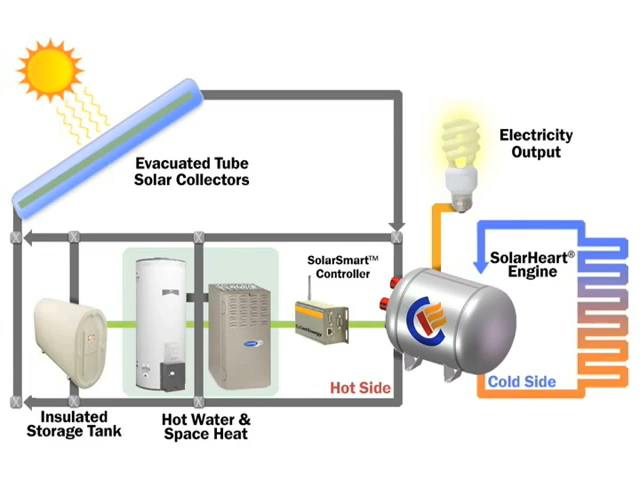 Evacuated Tube
Solar Collectors
Electricity
Output
SolarSmart™
Controller
SolarHeart®
Engine
Hot Side
Cold Side
Insulated
Storage Tank
Hot Water &
Space Heat